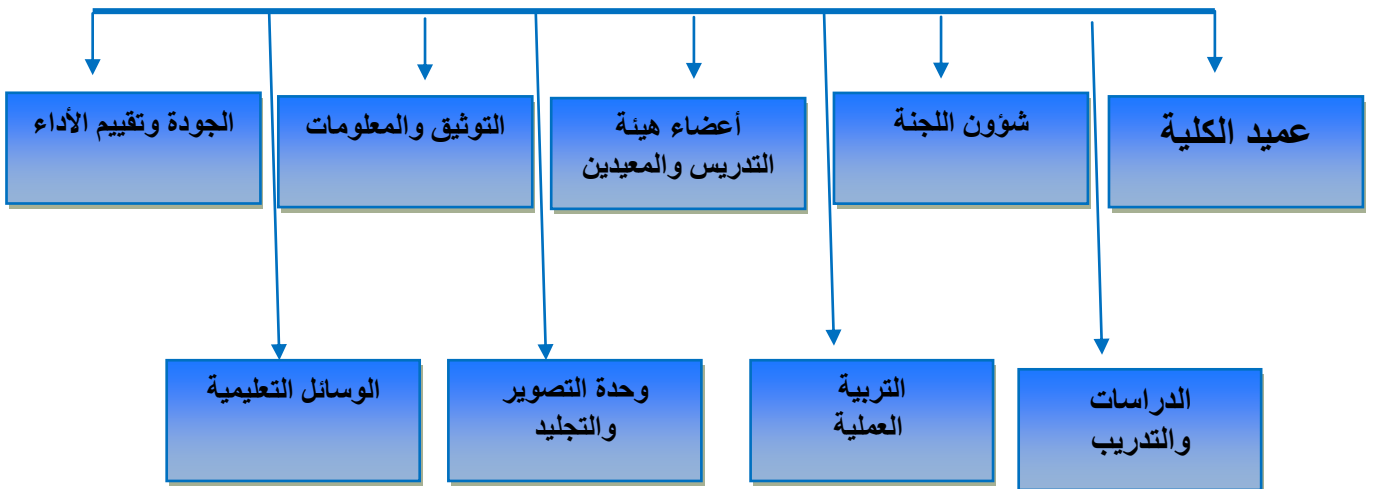 عميد الكلية
شؤون اللجنة
أعضاء هيئة
التدريس والمعيدين
التوثيق والمعلومات
الجودة وتقييم الأداء
الدراسات
والتدريب
التربية
العملية
وحدة التصوير
والتجليد
الوسائل التعليمية